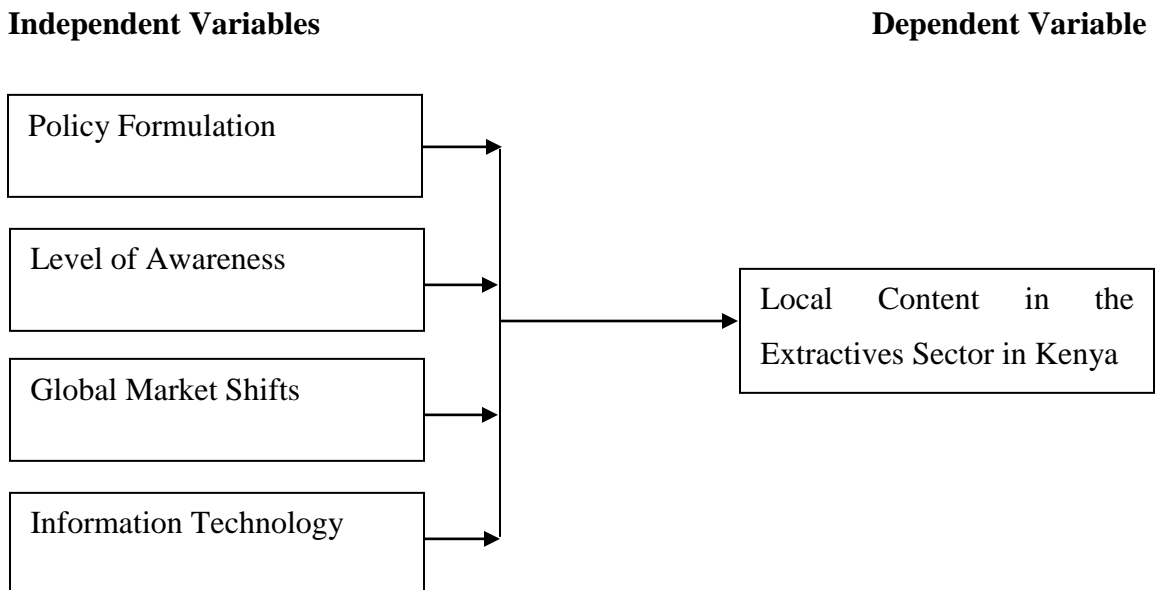 Independent Variables
Dependent Variable
Policy Formulation
Level of Awareness
Global Market Shifts
Information Technology
Local Content in the
Extractives Sector in Kenya